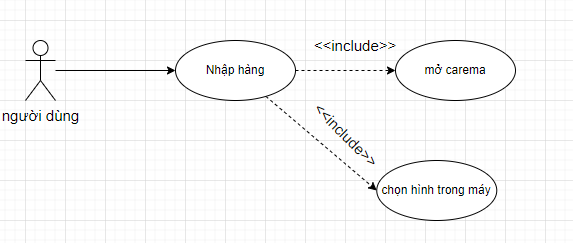 <<include>>
Nhập hàng
mở carema
người dùng
<<include>>
chọn hình trong máy